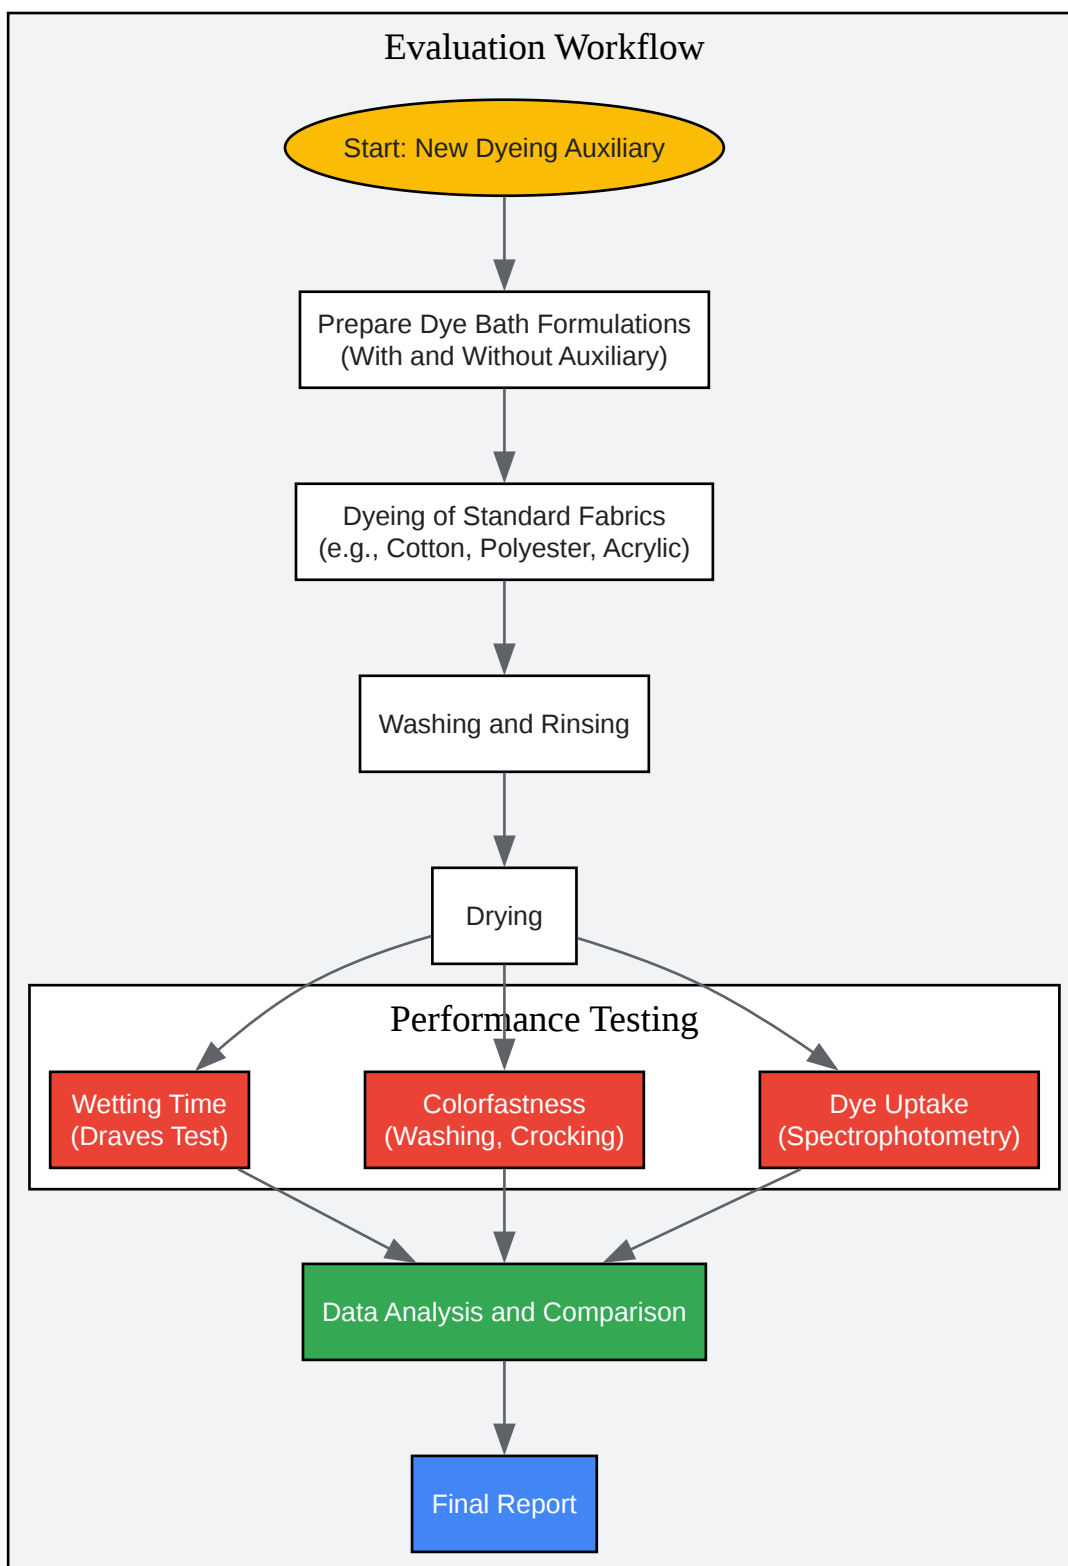 Evaluation Workflow
Start: New Dyeing Auxiliary
Prepare Dye Bath Formulations
(With and Without Auxiliary)
Dyeing of Standard Fabrics
(e.g., Cotton, Polyester, Acrylic)
Washing and Rinsing
Drying
Performance Testing
Wetting Time
(Draves Test)
Colorfastness
(Washing, Crocking)
Dye Uptake
(Spectrophotometry)
Data Analysis and Comparison
Final Report